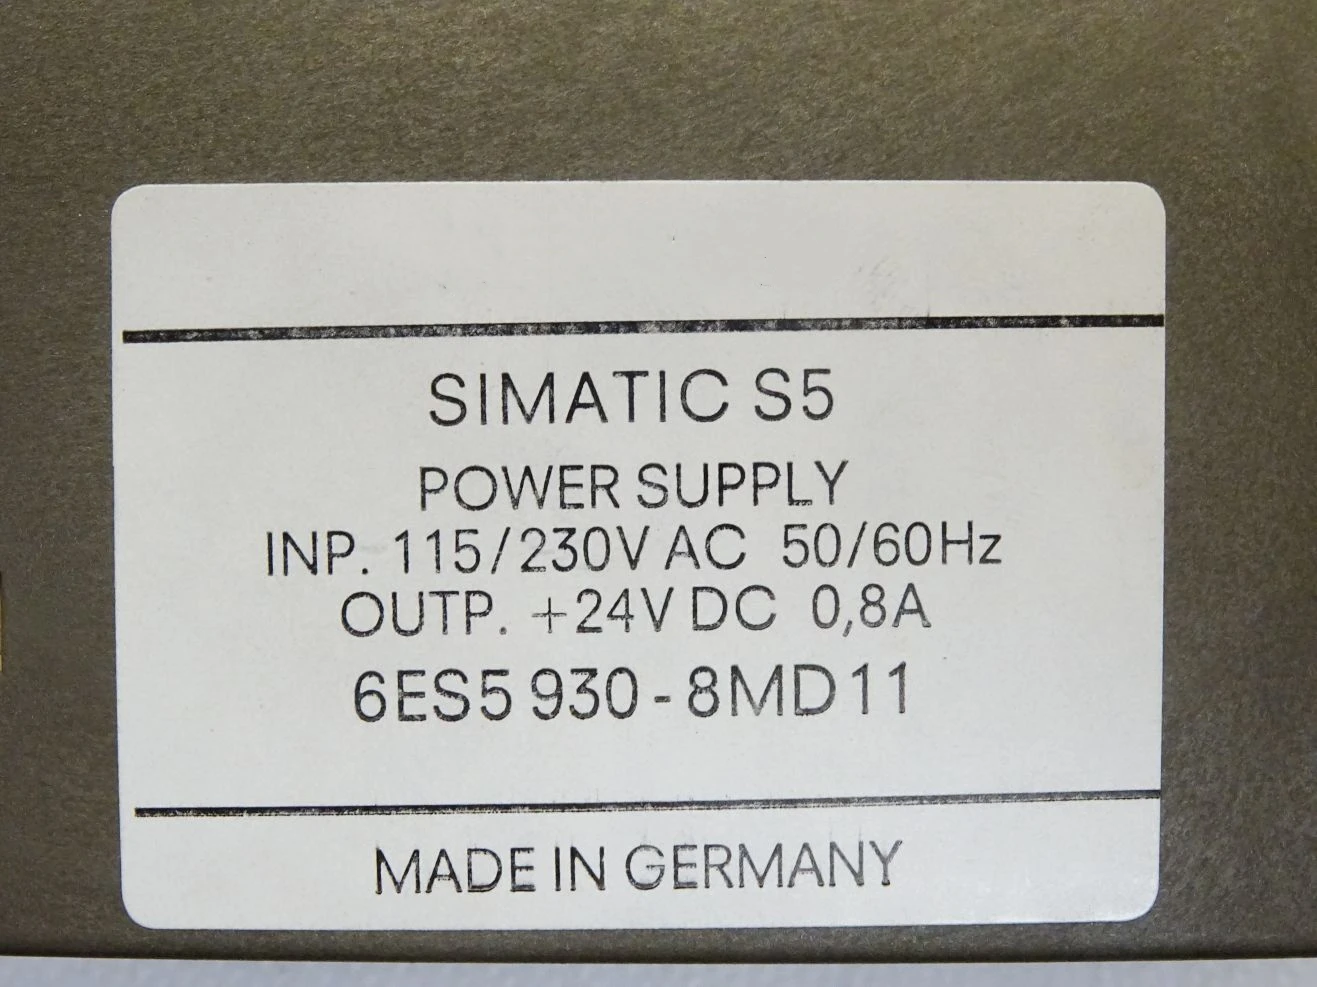 SIMATIC S5
POWER SUPPLY
INP. 115/230V AC 50/60Hz
OUTP. +24V DC 0,8A
6ES5 930-8MD11
MADE IN GERMANY